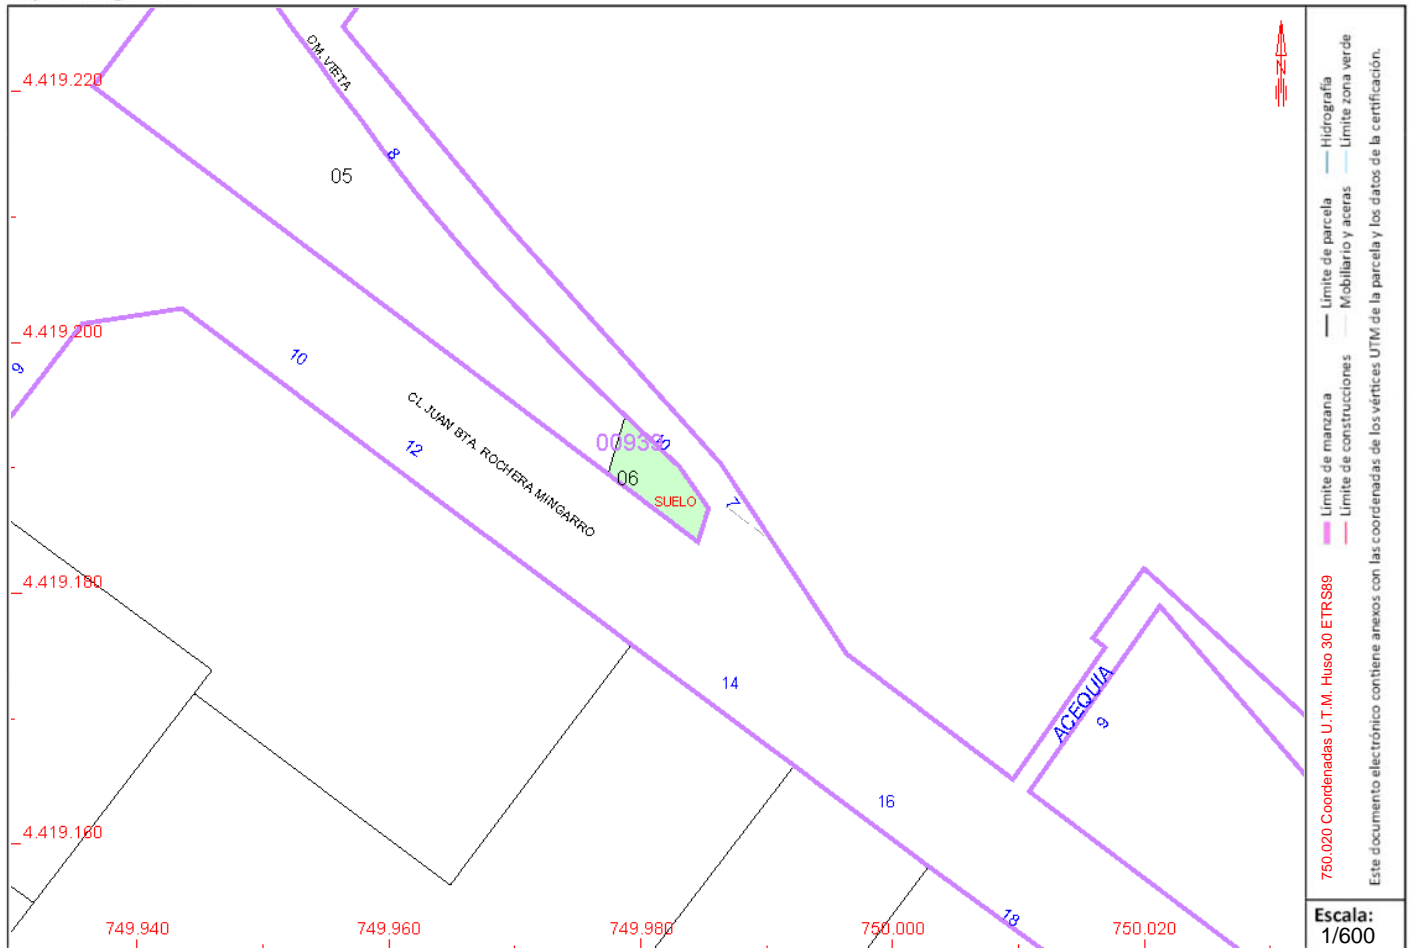 CM. VIETA
4.419.220
8
05
4.419.200
10
9
CL JUAN BTA. ROCHERA MINGARRO
12
00939
10
06
SUELO
7
4.419.180
ACEQUIA
14
9
16
4.419.160
18
749.940
749.960
749.980
750.000
750.020
N
750.020 Coordenadas U.T.M. Huso 30 ETRS89
Límite de manzana
Límite de parcela
Hidrografía
Límite de construcciones
Mobiliario y aceras
Límite zona verde
Este documento electrónico contiene anexos con las coordenadas de los vértices UTM de la parcela y los datos de la certificación.
Escala:
1/600